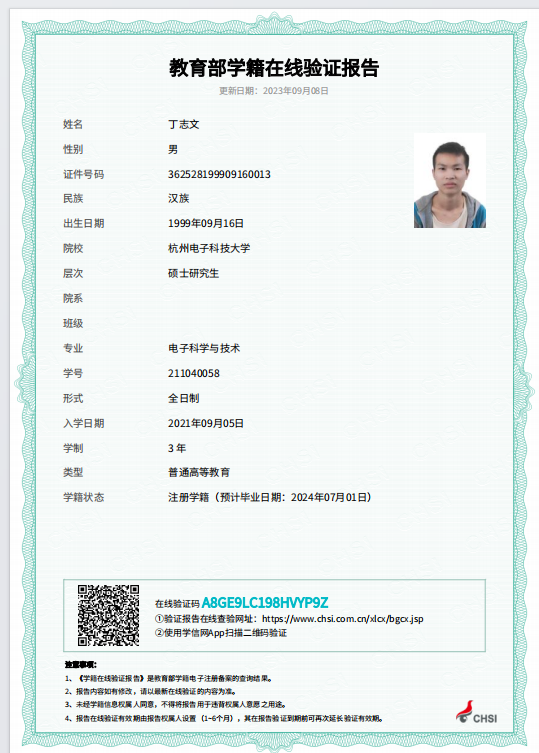 教育部学籍在线验证报告
更新日期：2023年09月08日
姓名 丁志文
性别 男
证件号码 362528199909160013
民族 汉族
出生日期 1999年09月16日
院校 杭州电子科技大学
层次 硕士研究生
院系
班级
专业 电子科学与技术
学号 211040058
形式 全日制
入学日期 2021年09月05日
学制 3 年
类型 普通高等教育
学籍状态 注册学籍（预计毕业日期：2024年07月01日）
在线验证码 A8GE9LC198HVYP9Z
①验证报告在线查验网址：https://www.chsi.com.cn/xlcx/bgcx.jsp
②使用学信网App扫描二维码验证
注意事项：
1、《学籍在线验证报告》是教育部学籍电子注册备案的查询结果。
2、报告内容如有修改，请以最新在线验证的内容为准。
3、未经学籍信息权属人同意，不得将报告用于违背权属人意愿之用途。
4、报告在线验证有效期由报告权属人设置（1~6个月），其在报告验证到期前可再次延长验证有效期。
CHSI